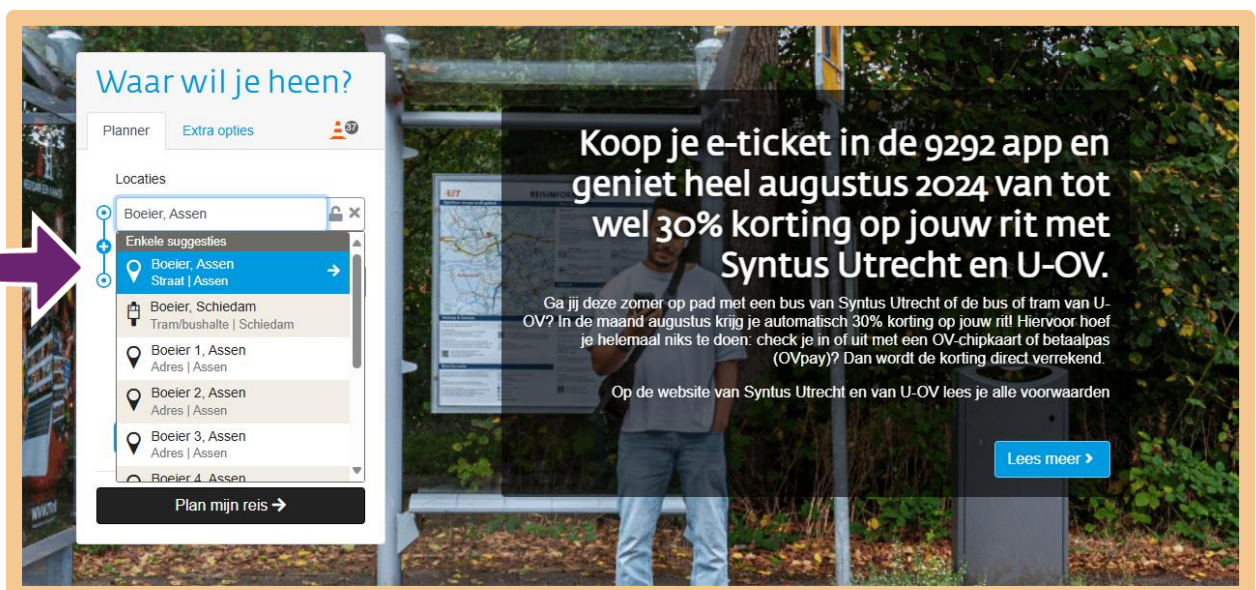 Waar wil je heen?
Planner
Extra opties
37
Locaties
Boeier, Assen
Enkele suggesties
Boeier, Assen
Straat | Assen
Boeier, Schiedam
Tram/bushalte | Schiedam
Boeier 1, Assen
Adres | Assen
Boeier 2, Assen
Adres | Assen
Boeier 3, Assen
Adres | Assen
Boeier 4, Assen
Plan mijn reis
Koop je e-ticket in de 9292 app en
geniet heel augustus 2024 van tot
wel 30% korting op jouw rit met
Syntus Utrecht en U-OV.
Ga jij deze zomer op pad met een bus van Syntus Utrecht of de bus of tram van U-
OV? In de maand augustus krijg je automatisch 30% korting op jouw rit! Hiervoor hoef
je helemaal niks te doen: check je in of uit met een OV-chipkaart of betaalpas
(OVpay)? Dan wordt de korting direct verrekend.
Op de website van Syntus Utrecht en van U-OV lees je alle voorwaarden
Lees meer